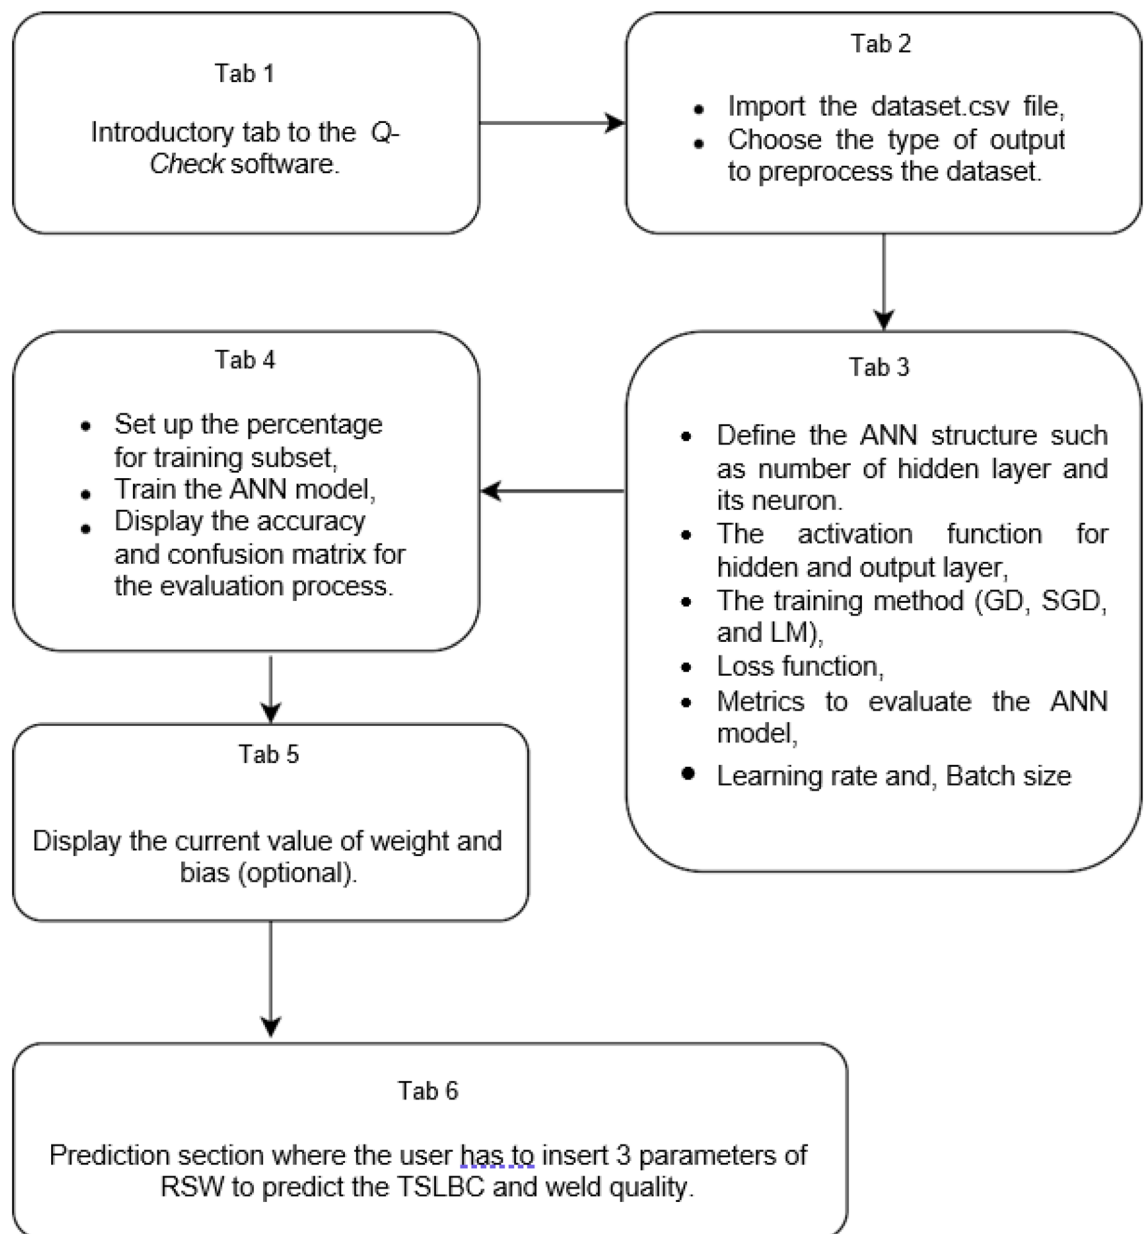 Tab 1
Introductory tab to the Q-
Check software.
Tab 2
• Import the dataset.csv file,
• Choose the type of output
to preprocess the dataset.
Tab 3
• Define the ANN structure such
as number of hidden layer and
its neuron.
• The activation function for
hidden and output layer,
• The training method (GD, SGD,
and LM),
• Loss function,
• Metrics to evaluate the ANN
model,
• Learning rate and, Batch size
Tab 4
• Set up the percentage
for training subset,
• Train the ANN model,
• Display the accuracy
and confusion matrix for
the evaluation process.
Tab 5
Display the current value of weight and
bias (optional).
Tab 6
Prediction section where the user has to insert 3 parameters of
RSW to predict the TSLBC and weld quality.